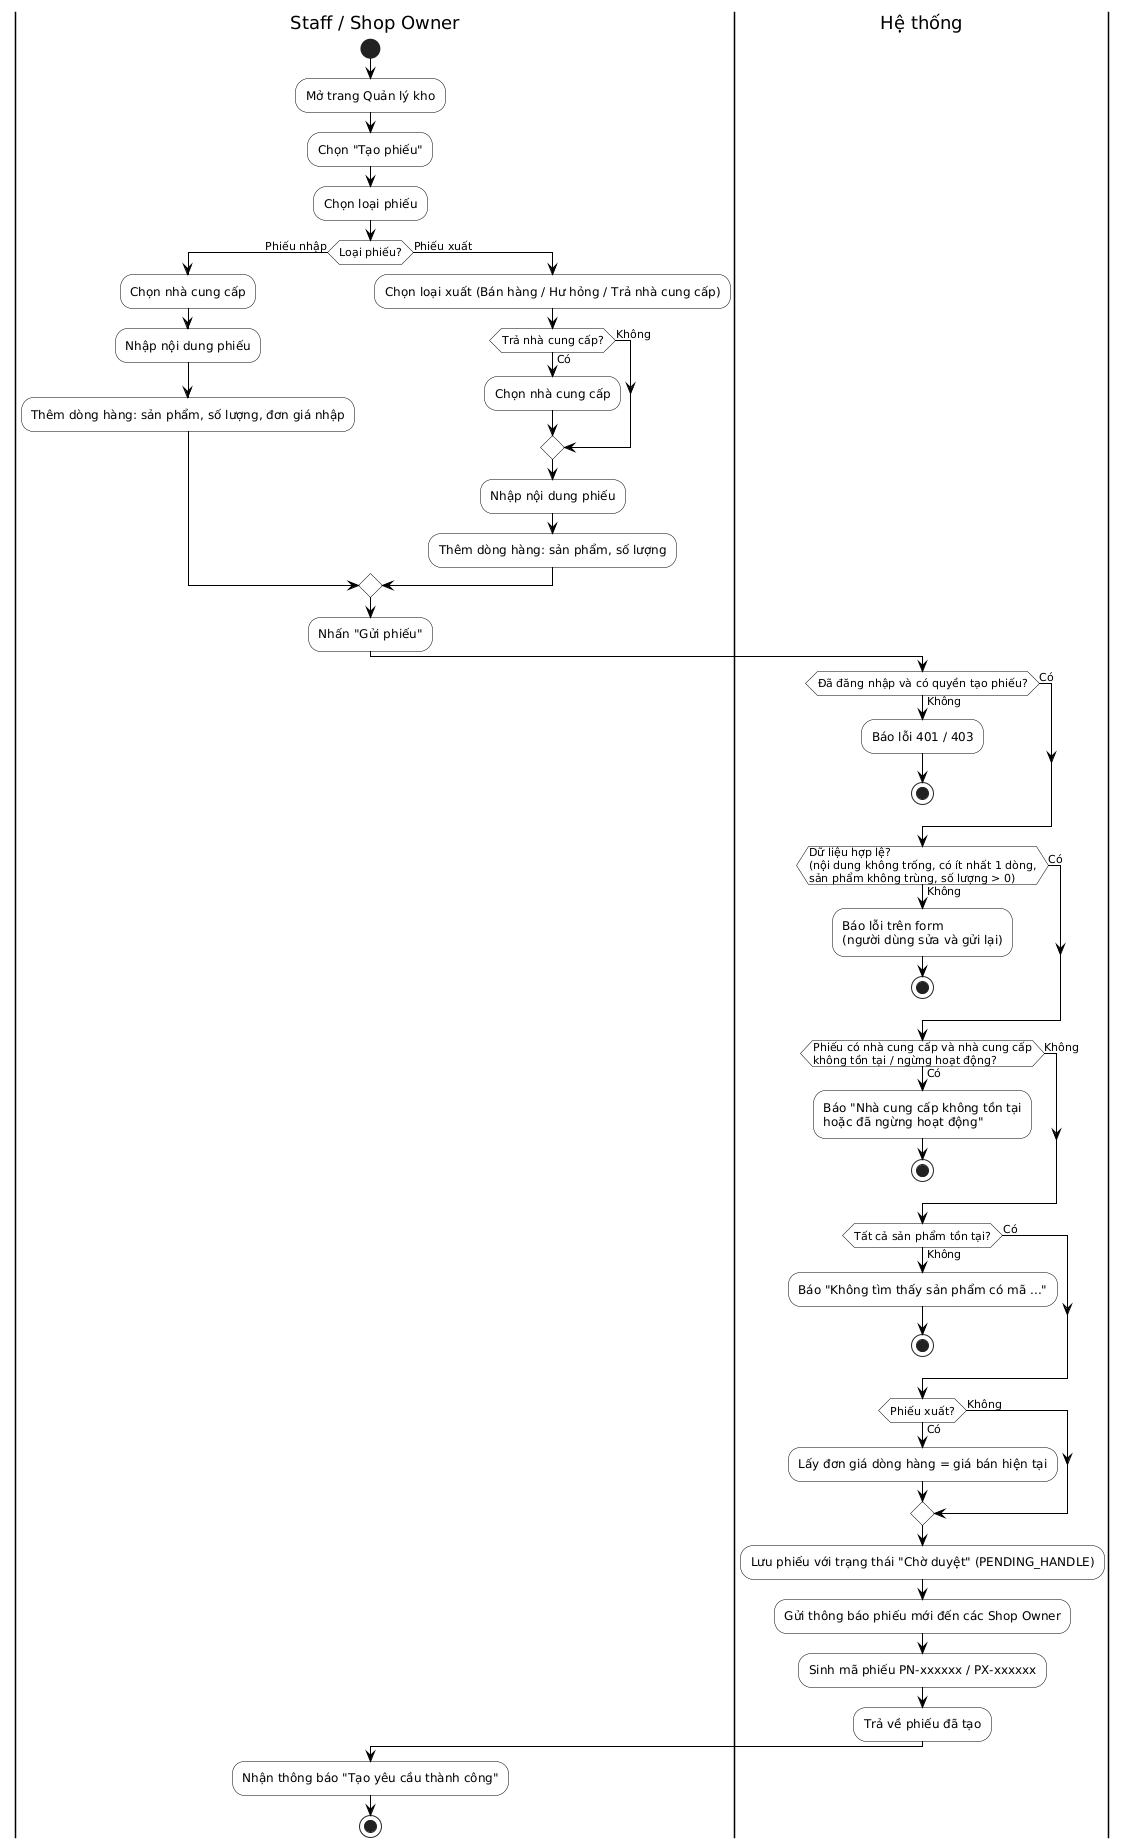 Staff / Shop Owner
Hệ thống
Mở trang Quản lý kho
Chọn "Tạo phiếu"
Chọn loại phiếu
Phiếu nhập
Loại phiếu?
Phiếu xuất
Chọn nhà cung cấp
Chọn loại xuất (Bán hàng / Hư hỏng / Trả nhà cung cấp)
Nhập nội dung phiếu
Trả nhà cung cấp?
Không
Có
Chọn nhà cung cấp
Thêm dòng hàng: sản phẩm, số lượng, đơn giá nhập
Nhập nội dung phiếu
Thêm dòng hàng: sản phẩm, số lượng
Nhấn "Gửi phiếu"
Đã đăng nhập và có quyền tạo phiếu?
Có
Không
Báo lỗi 401 / 403
Dữ liệu hợp lệ?
(nội dung không trống, có ít nhất 1 dòng,
sản phẩm không trùng, số lượng > 0)
Có
Không
Báo lỗi trên form
(người dùng sửa và gửi lại)
Phiếu có nhà cung cấp và nhà cung cấp
không tồn tại / ngừng hoạt động?
Không
Có
Báo "Nhà cung cấp không tồn tại
hoặc đã ngừng hoạt động"
Tất cả sản phẩm tồn tại?
Có
Không
Báo "Không tìm thấy sản phẩm có mã ..."
Phiếu xuất?
Không
Có
Lấy đơn giá dòng hàng = giá bán hiện tại
Lưu phiếu với trạng thái "Chờ duyệt" (PENDING_HANDLE)
Gửi thông báo phiếu mới đến các Shop Owner
Sinh mã phiếu PN-xxxxxx / PX-xxxxxx
Trả về phiếu đã tạo
Nhận thông báo "Tạo yêu cầu thành công"